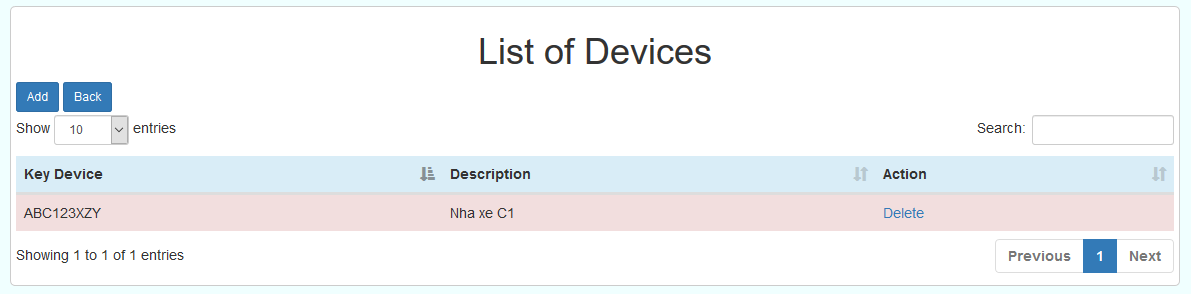 List of Devices
Add Back
Show 10 entries Search:
Key Device Description Action
ABC123XZY Nha xe C1 Delete
Showing 1 to 1 of 1 entries Previous 1 Next